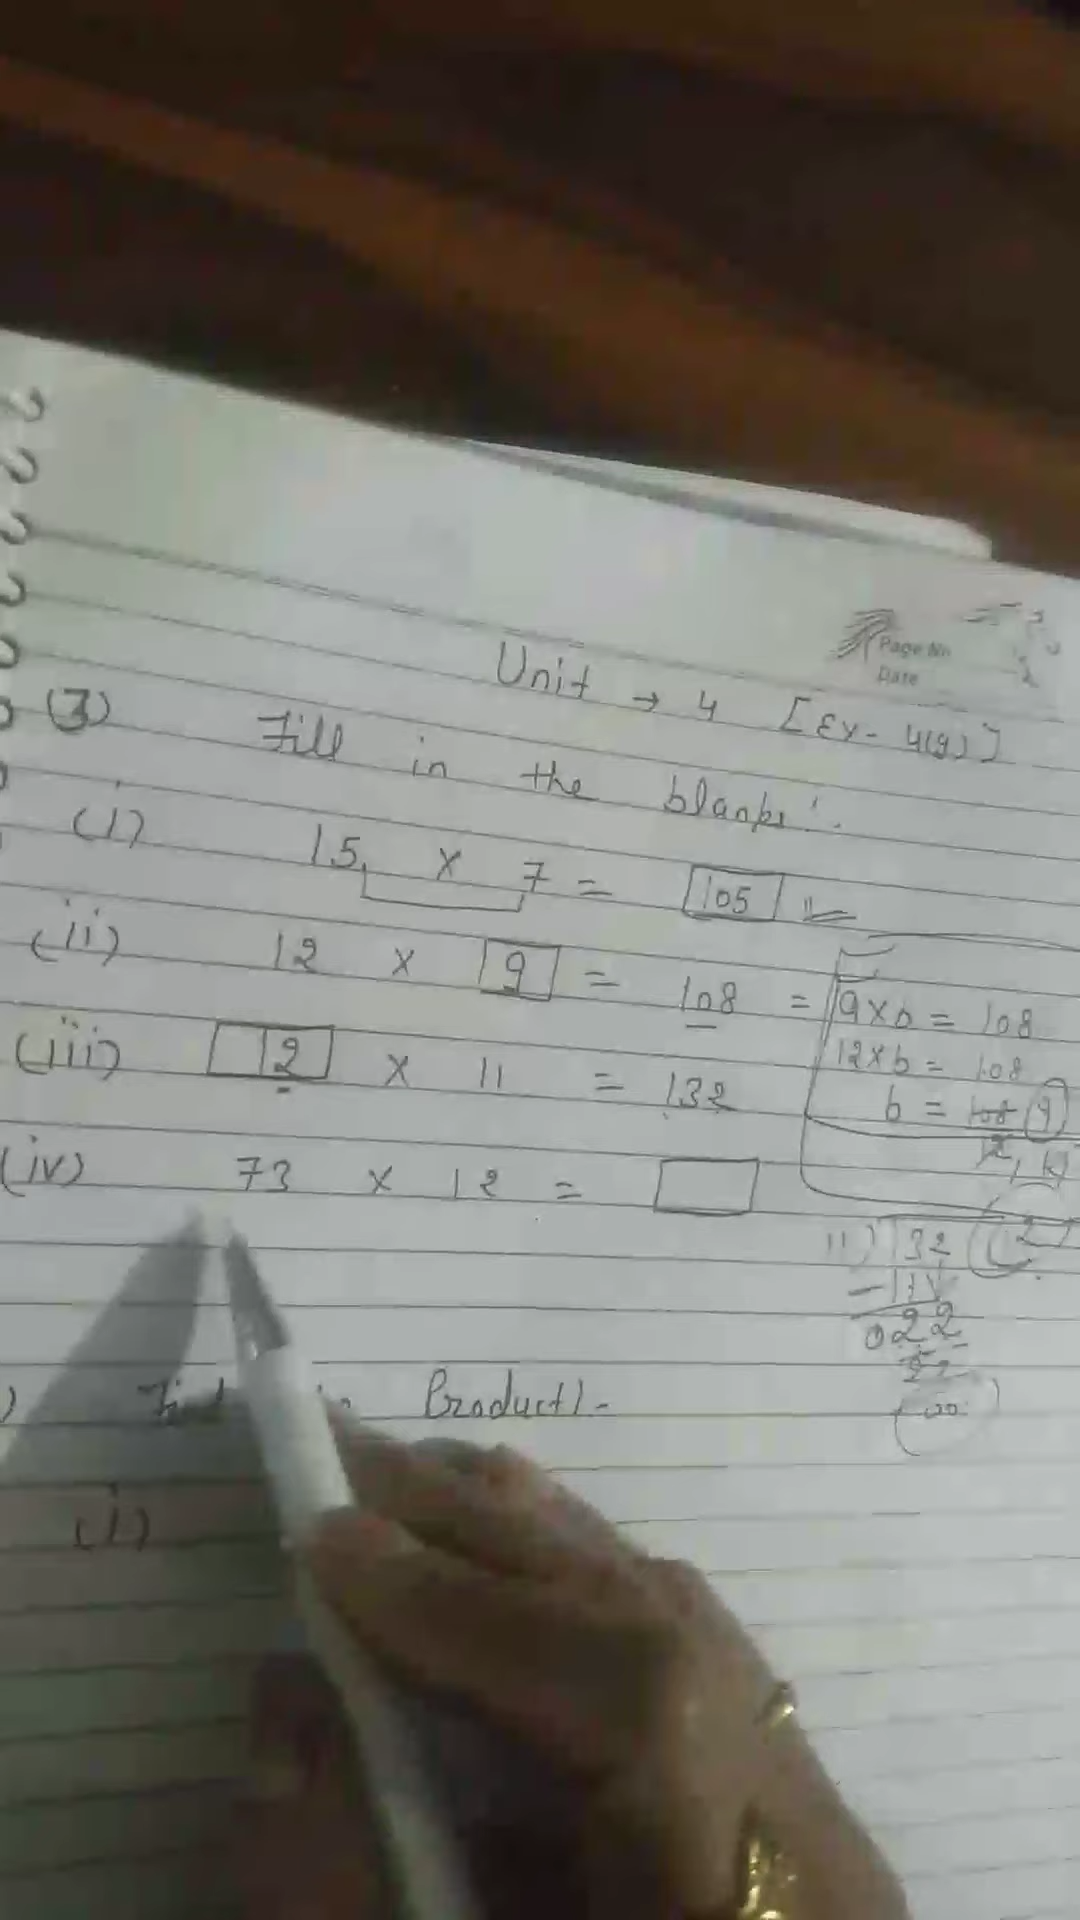 Page No.
Date
Unit → 4 [Ex- 4(g)]
(3) Fill in the blanks:
(i) 15 × 7 = 105
(ii) 12 × 9 = 108 =
9×b = 108
12×b = 108
b = 108 9
12
(iii) 12 × 11 = 132
(iv) 73 × 12 =
11) 132 (12
-11
022
22
00
Product:-
(i)